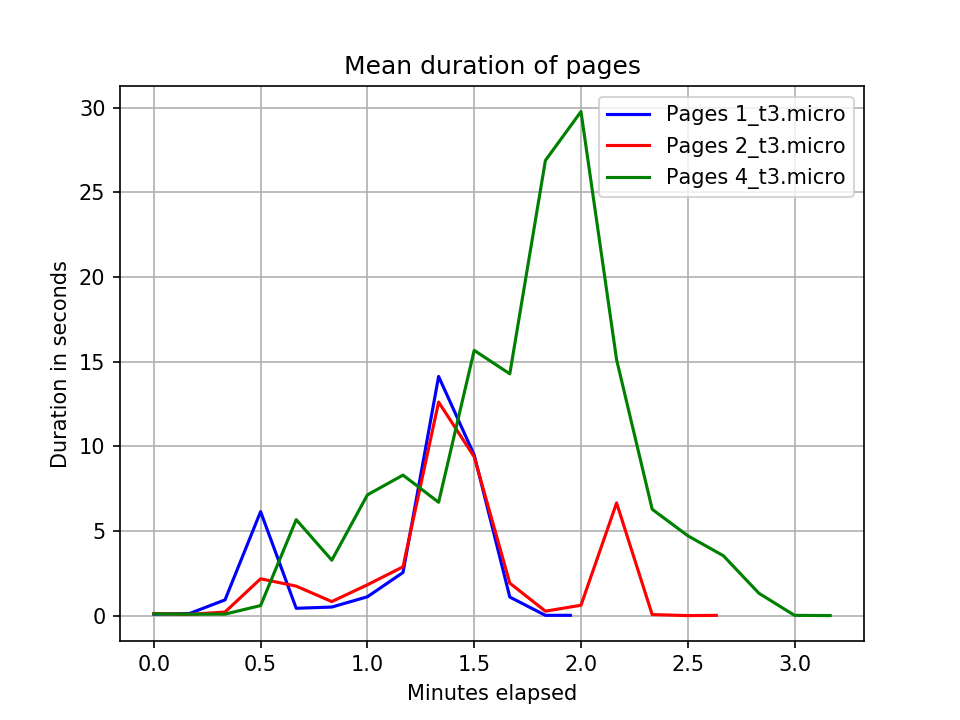 Mean duration of pages
Pages 1_t3.micro
Pages 2_t3.micro
Pages 4_t3.micro
Duration in seconds
30
25
20
15
10
5
0
0.0 0.5 1.0 1.5 2.0 2.5 3.0
Minutes elapsed